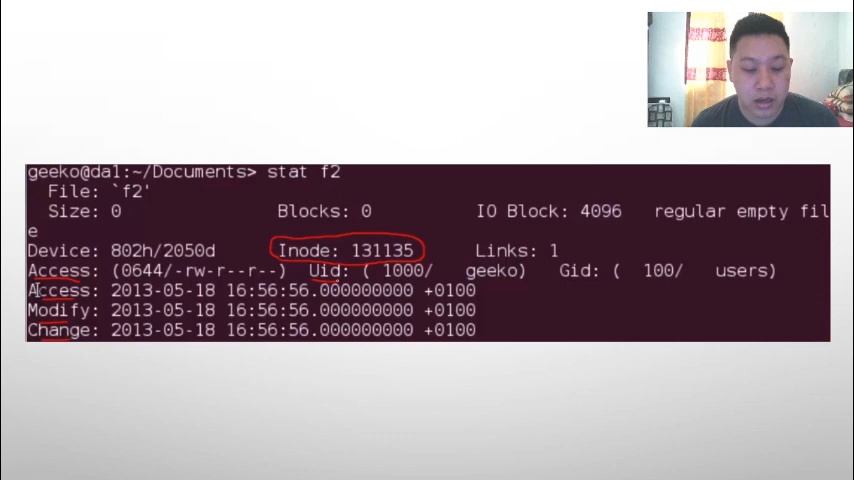 geeko@da1:~/Documents> stat f2
File: `f2'
Size: 0 Blocks: 0 IO Block: 4096 regular empty fil
e
Device: 802h/2050d Inode: 131135 Links: 1
Access: (0644/-rw-r--r--) Uid: ( 1000/ geeko) Gid: ( 100/ users)
Access: 2013-05-18 16:56:56.000000000 +0100
Modify: 2013-05-18 16:56:56.000000000 +0100
Change: 2013-05-18 16:56:56.000000000 +0100